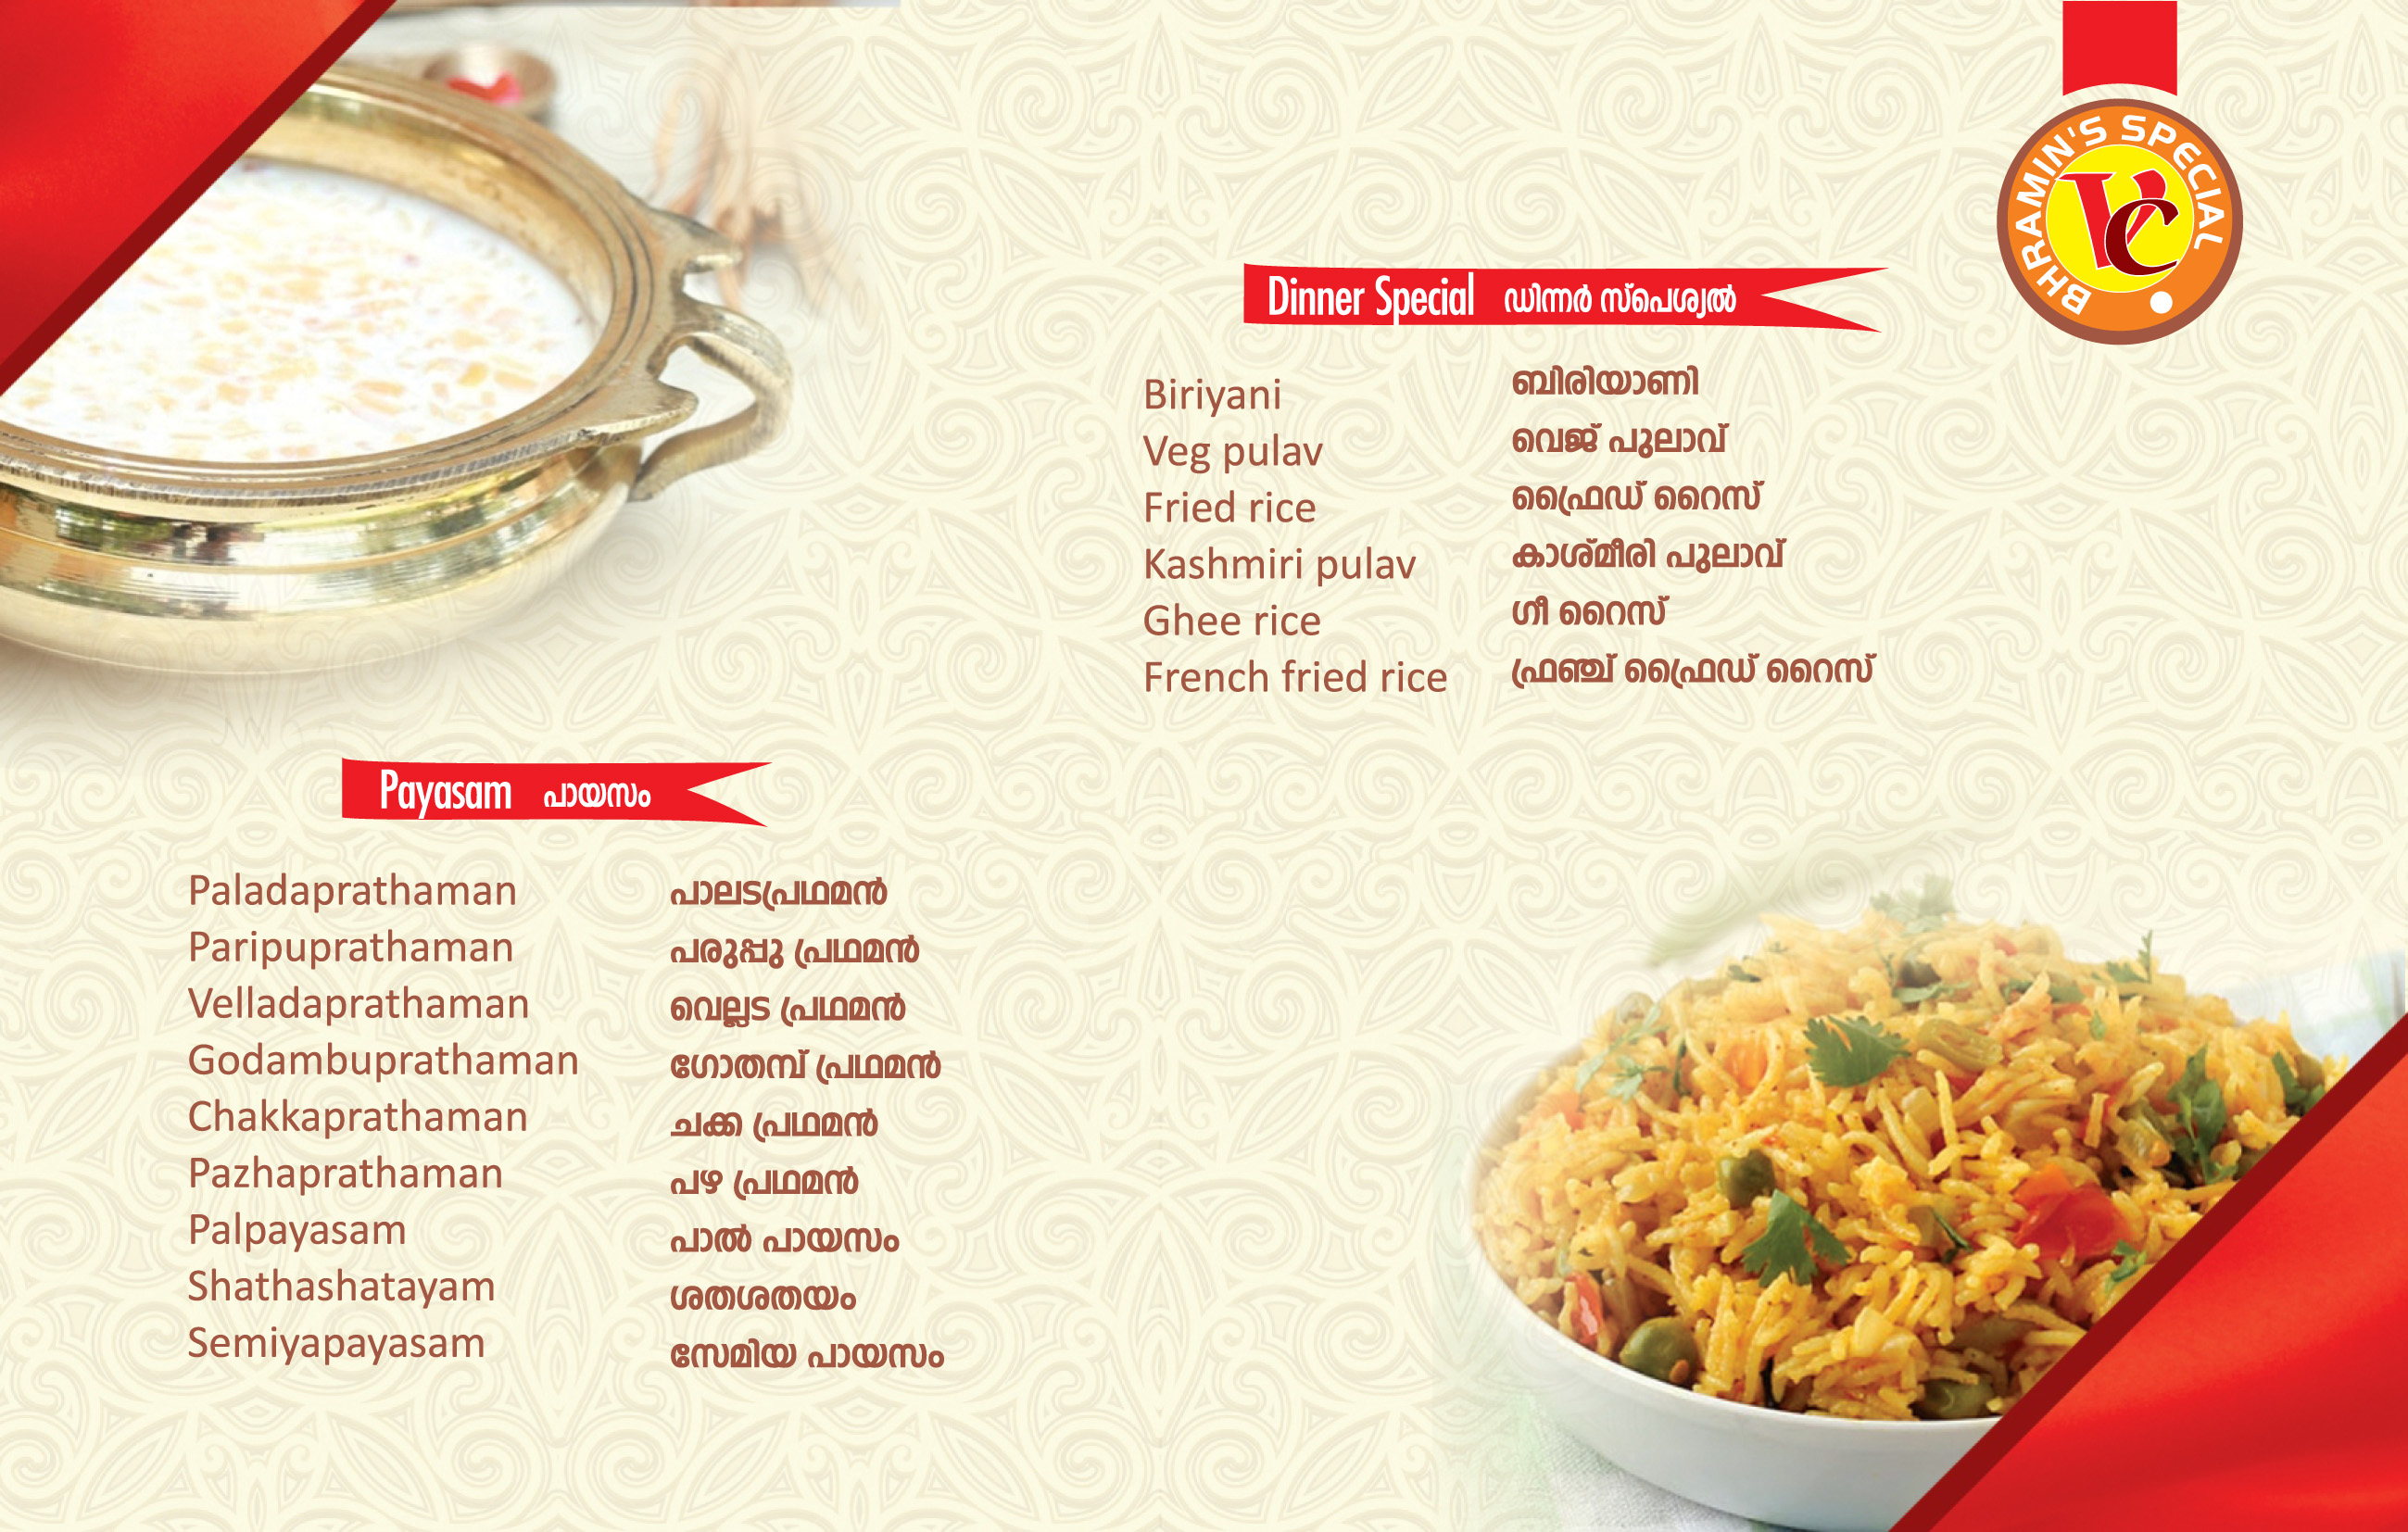 BHRAMIN'S SPECIAL
VC
Dinner Special ഡിന്നർ സ്പെശ്യൽ
Biriyani ബിരിയാണി
Veg pulav വെജ് പുലാവ്
Fried rice ഫ്രൈഡ് റൈസ്
Kashmiri pulav കാശ്മീരി പുലാവ്
Ghee rice ഗീ റൈസ്
French fried rice ഫ്രഞ്ച് ഫ്രൈഡ് റൈസ്
Payasam പായസം
Paladaprathaman പാലടപ്രഥമൻ
Paripuprathaman പരുപ്പു പ്രഥമൻ
Velladaprathaman വെല്ലട പ്രഥമൻ
Godambuprathaman ഗോതമ്പ് പ്രഥമൻ
Chakkaprathaman ചക്ക പ്രഥമൻ
Pazhaprathaman പഴ പ്രഥമൻ
Palpayasam പാൽ പായസം
Shathashatayam ശതശതയം
Semiyapayasam സേമിയ പായസം